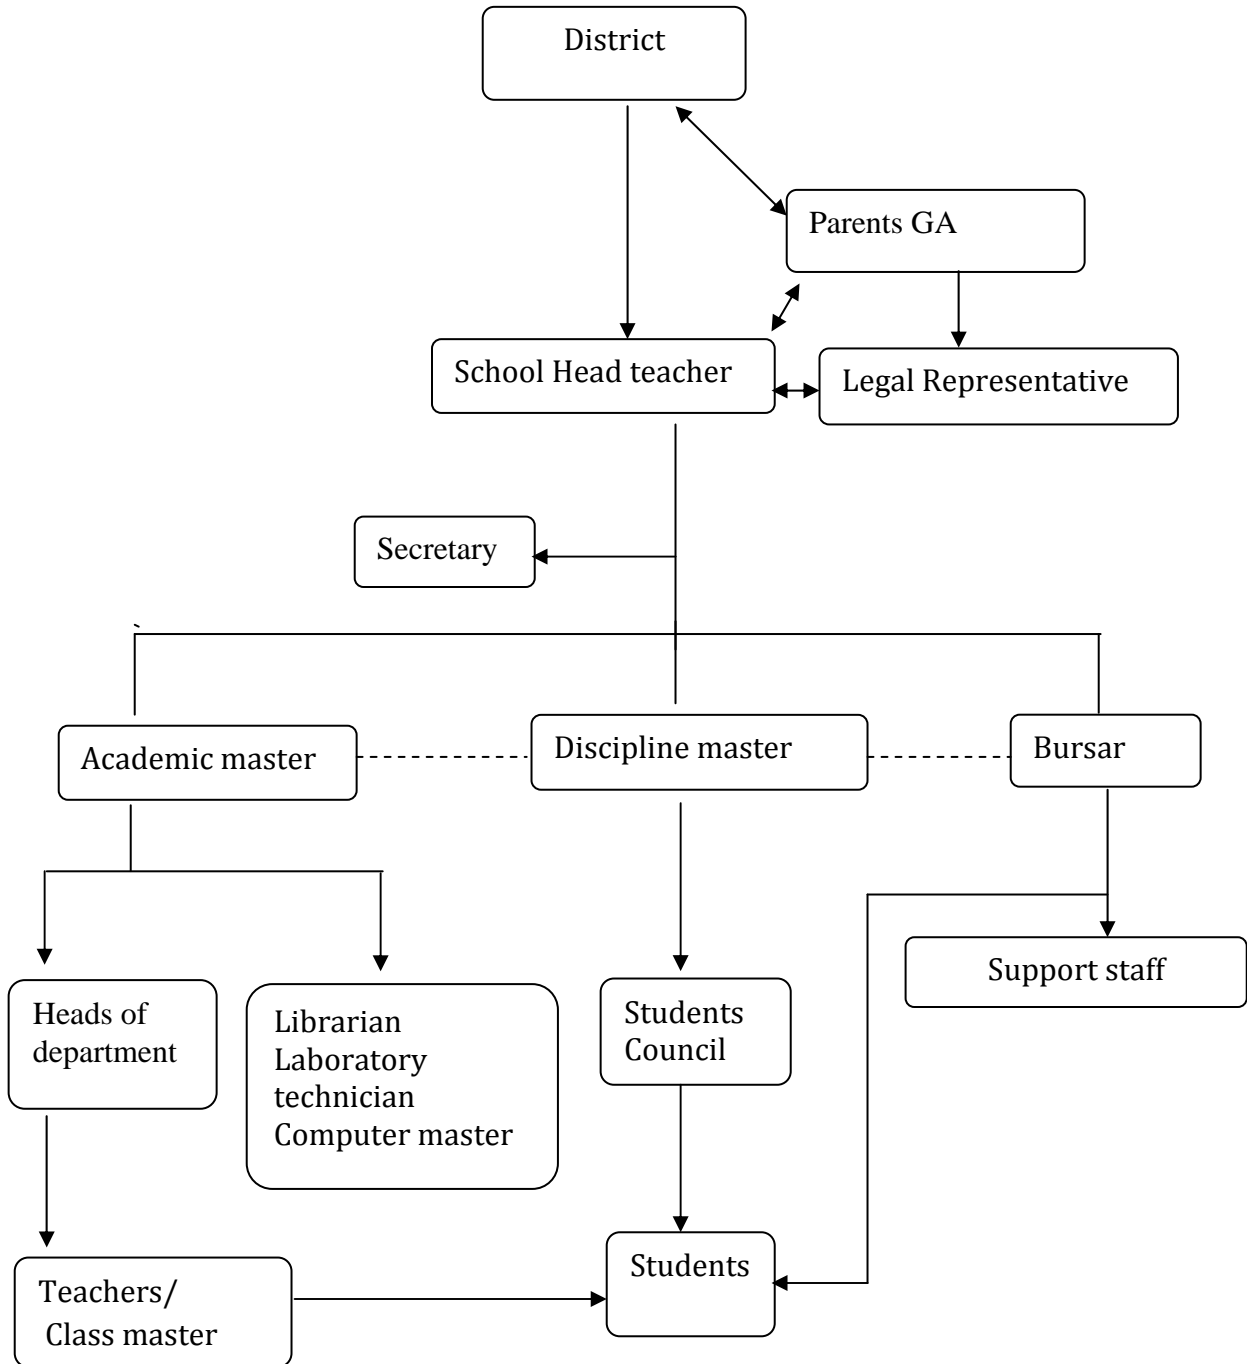 District
Parents GA
School Head teacher
Legal Representative
Secretary
Academic master
Discipline master
Bursar
Support staff
Heads of
department
Librarian
Laboratory
technician
Computer master
Students
Council
Students
Teachers/
Class master